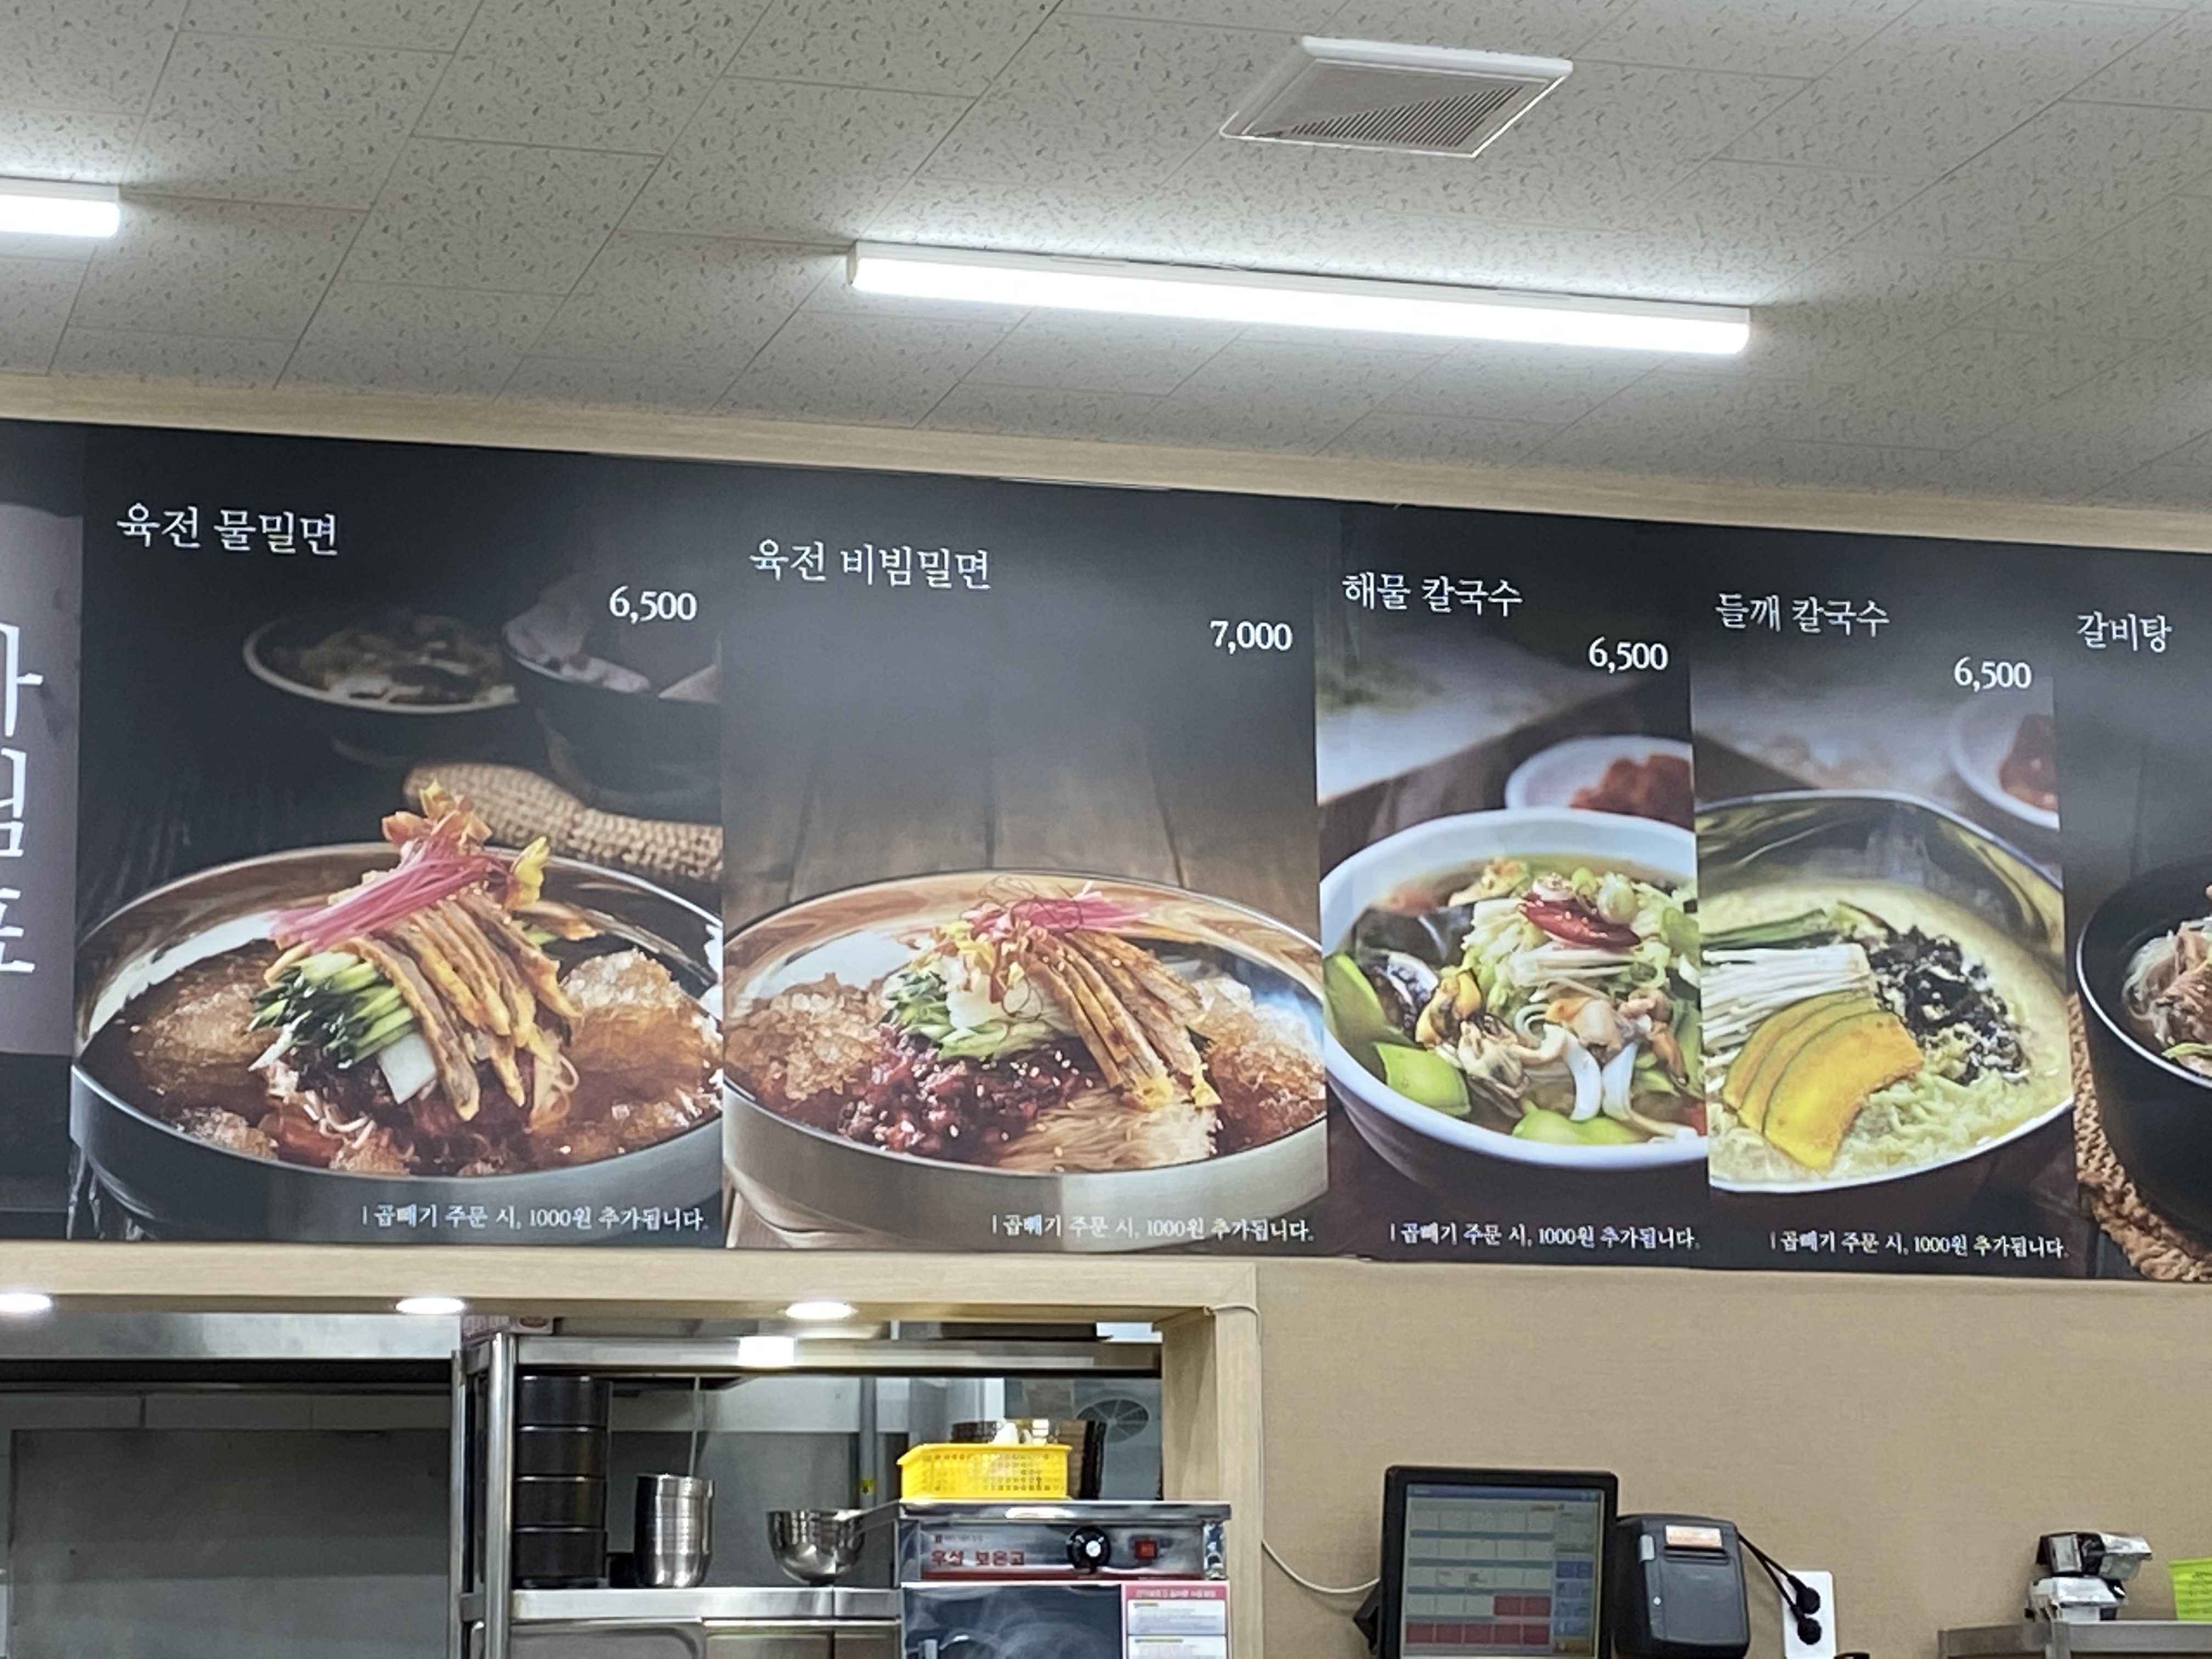 육전 물밀면
6,500
| 곱빼기 주문 시, 1000원 추가됩니다.
육전 비빔밀면
7,000
| 곱빼기 주문 시, 1000원 추가됩니다.
해물 칼국수
6,500
| 곱빼기 주문 시, 1000원 추가됩니다.
들깨 칼국수
6,500
| 곱빼기 주문 시, 1000원 추가됩니다.
갈비탕
우성 보온고